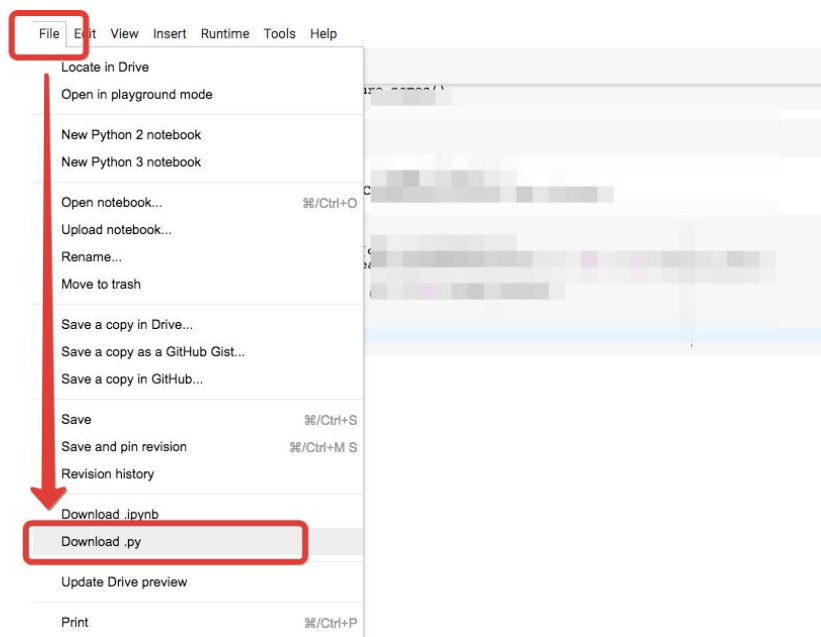 File Edit View Insert Runtime Tools Help
Locate in Drive
Open in playground mode
New Python 2 notebook
New Python 3 notebook
Open notebook... ⌘/Ctrl+O
Upload notebook...
Rename...
Move to trash
Save a copy in Drive...
Save a copy as a GitHub Gist...
Save a copy in GitHub...
Save ⌘/Ctrl+S
Save and pin revision ⌘/Ctrl+M S
Revision history
Download .ipynb
Download .py
Update Drive preview
Print ⌘/Ctrl+P